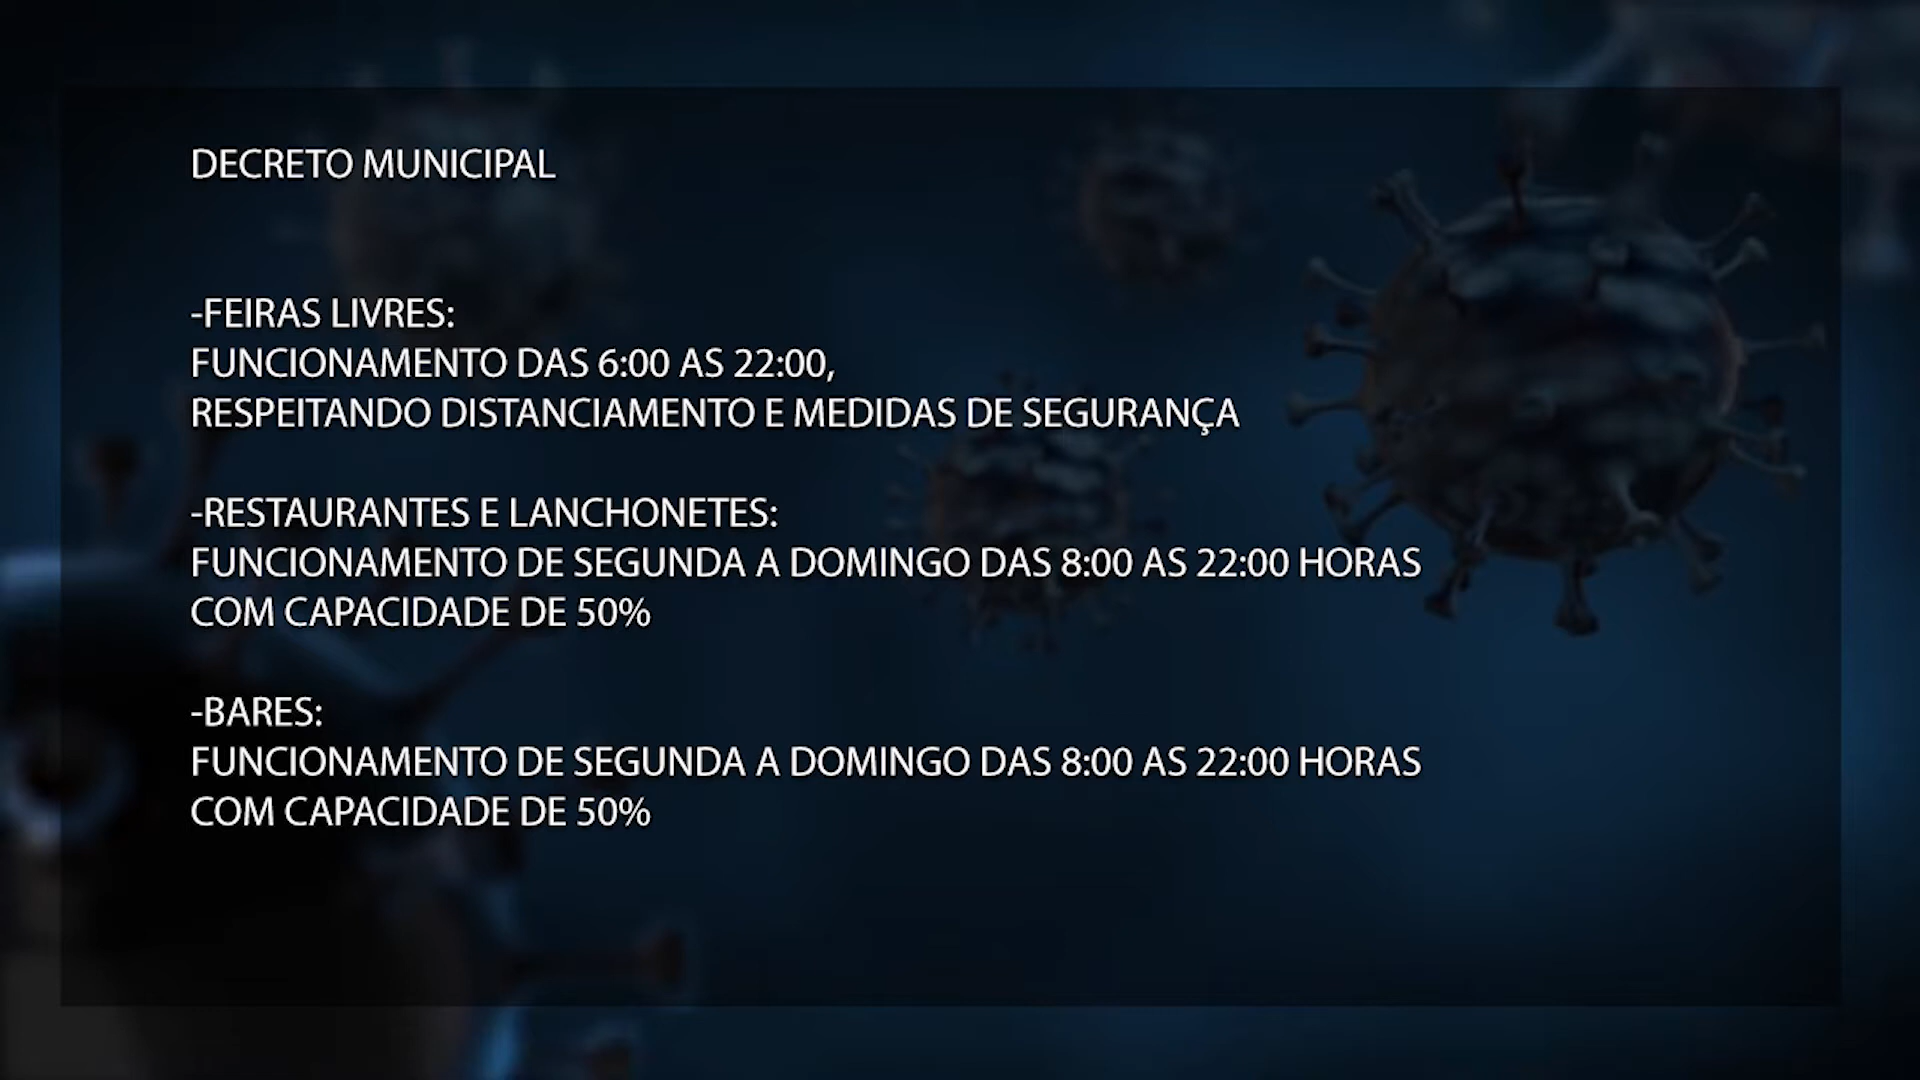 DECRETO MUNICIPAL
-FEIRAS LIVRES:
FUNCIONAMENTO DAS 6:00 AS 22:00,
RESPEITANDO DISTANCIAMENTO E MEDIDAS DE SEGURANÇA
-RESTAURANTES E LANCHONETES:
FUNCIONAMENTO DE SEGUNDA A DOMINGO DAS 8:00 AS 22:00 HORAS
COM CAPACIDADE DE 50%
-BARES:
FUNCIONAMENTO DE SEGUNDA A DOMINGO DAS 8:00 AS 22:00 HORAS
COM CAPACIDADE DE 50%